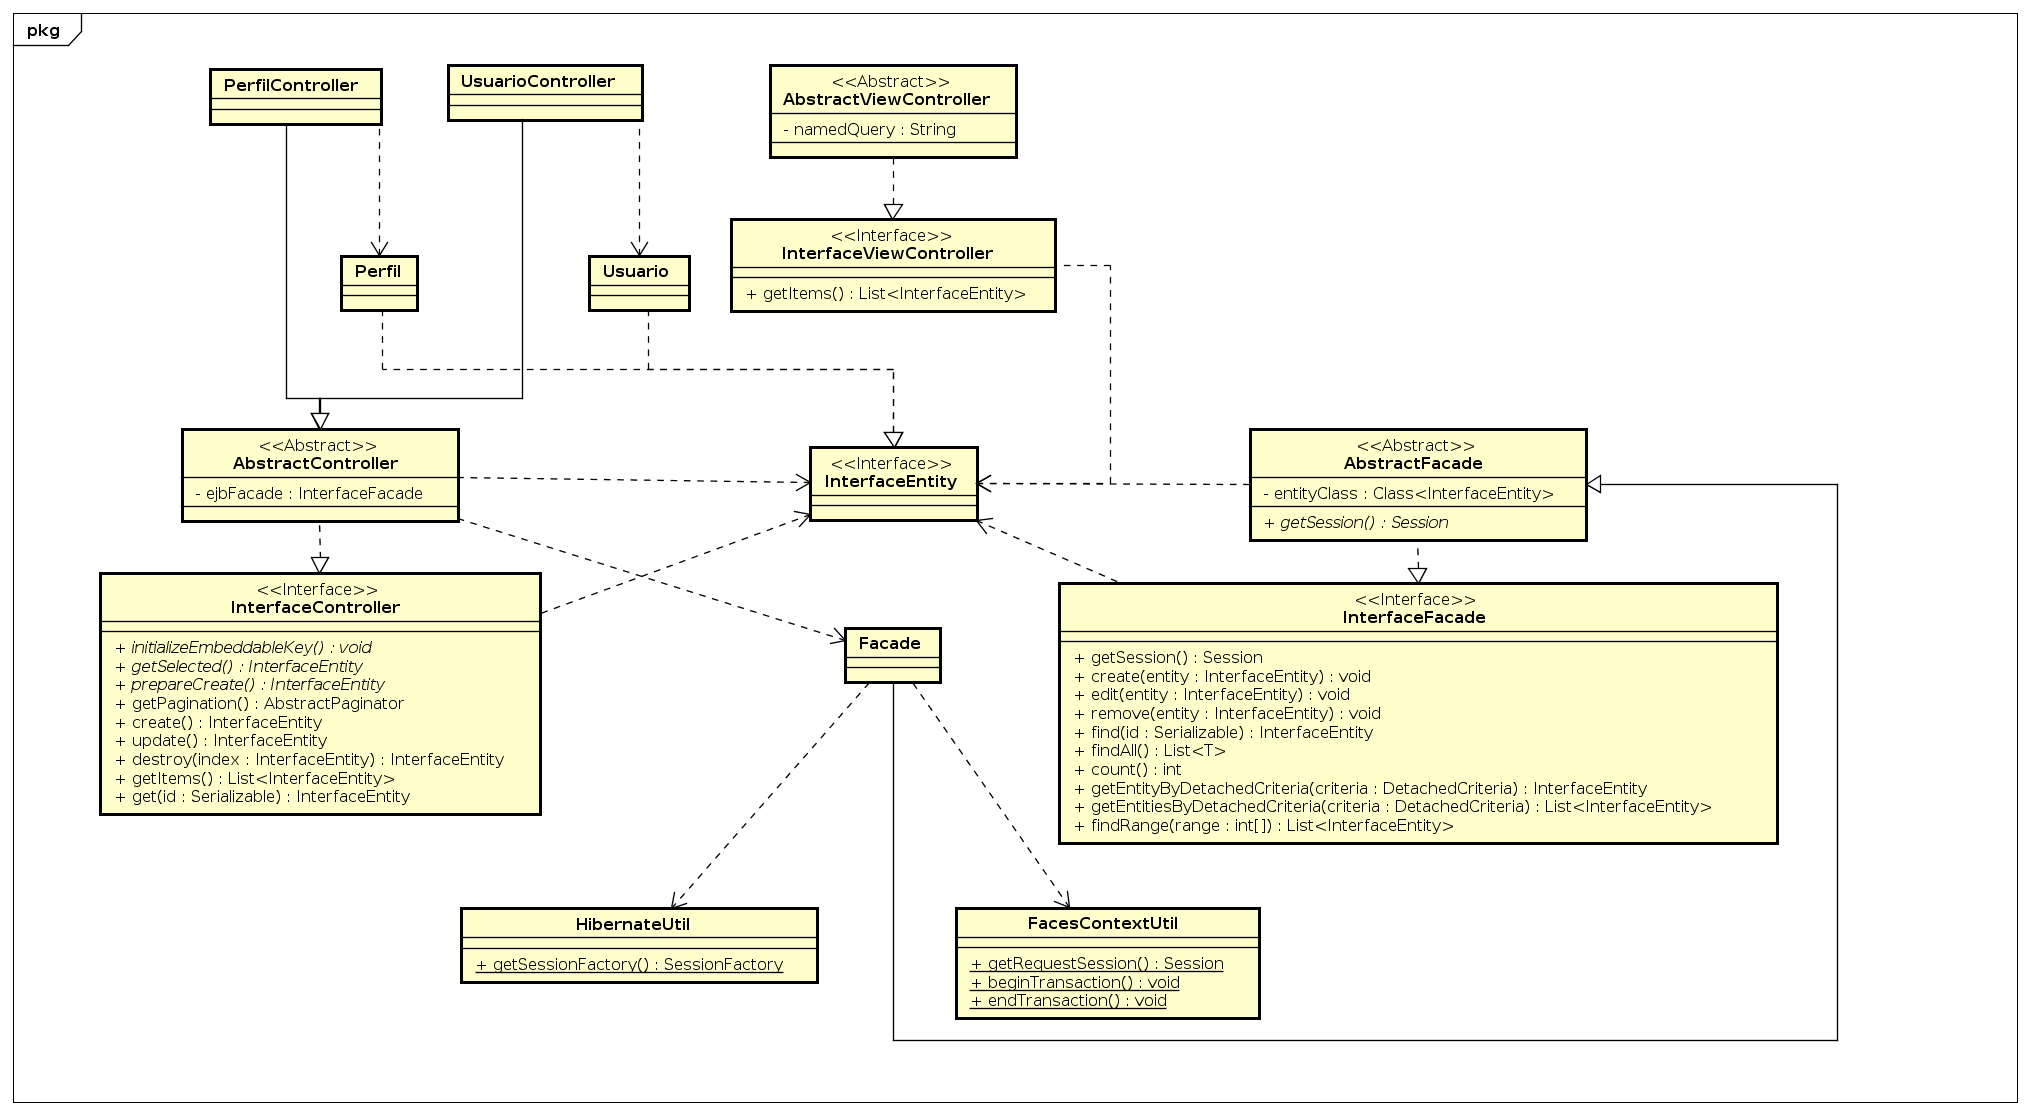 pkg
PerfilController
UsuarioController
<<Abstract>>
AbstractViewController
- namedQuery : String
<<Interface>>
InterfaceViewController
+ getItems() : List<InterfaceEntity>
Perfil
Usuario
<<Abstract>>
AbstractController
- ejbFacade : InterfaceFacade
<<Interface>>
InterfaceEntity
<<Abstract>>
AbstractFacade
- entityClass : Class<InterfaceEntity>
+ getSession() : Session
<<Interface>>
InterfaceController
+ initializeEmbeddableKey() : void
+ getSelected() : InterfaceEntity
+ prepareCreate() : InterfaceEntity
+ getPagination() : AbstractPaginator
+ create() : InterfaceEntity
+ update() : InterfaceEntity
+ destroy(index : InterfaceEntity) : InterfaceEntity
+ getItems() : List<InterfaceEntity>
+ get(id : Serializable) : InterfaceEntity
Facade
<<Interface>>
InterfaceFacade
+ getSession() : Session
+ create(entity : InterfaceEntity) : void
+ edit(entity : InterfaceEntity) : void
+ remove(entity : InterfaceEntity) : void
+ find(id : Serializable) : InterfaceEntity
+ findAll() : List<T>
+ count() : int
+ getEntityByDetachedCriteria(criteria : DetachedCriteria) : InterfaceEntity
+ getEntitiesByDetachedCriteria(criteria : DetachedCriteria) : List<InterfaceEntity>
+ findRange(range : int[]) : List<InterfaceEntity>
HibernateUtil
+ getSessionFactory() : SessionFactory
FacesContextUtil
+ getRequestSession() : Session
+ beginTransaction() : void
+ endTransaction() : void